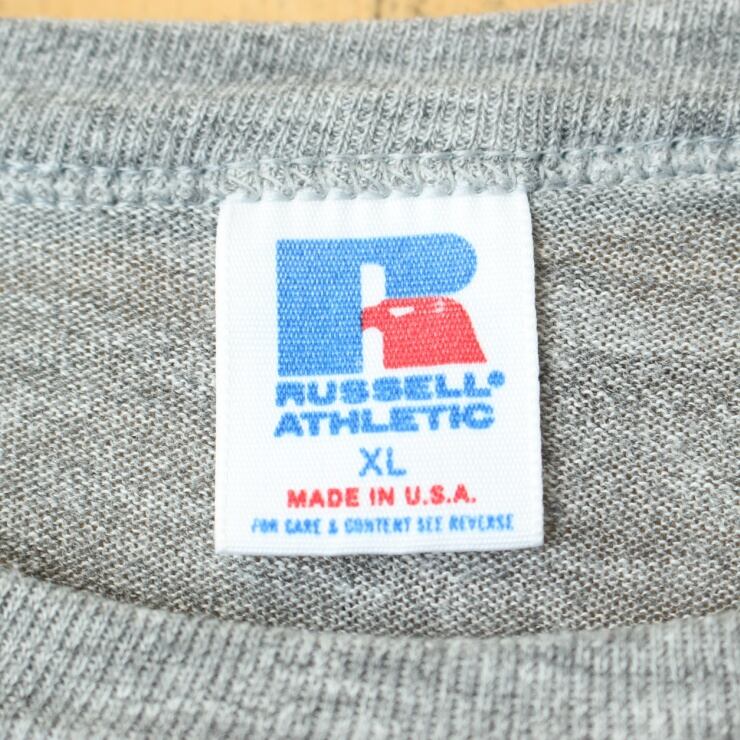 R
RUSSELL®
ATHLETIC
XL
MADE IN U.S.A.
FOR CARE & CONTENT SEE REVERSE